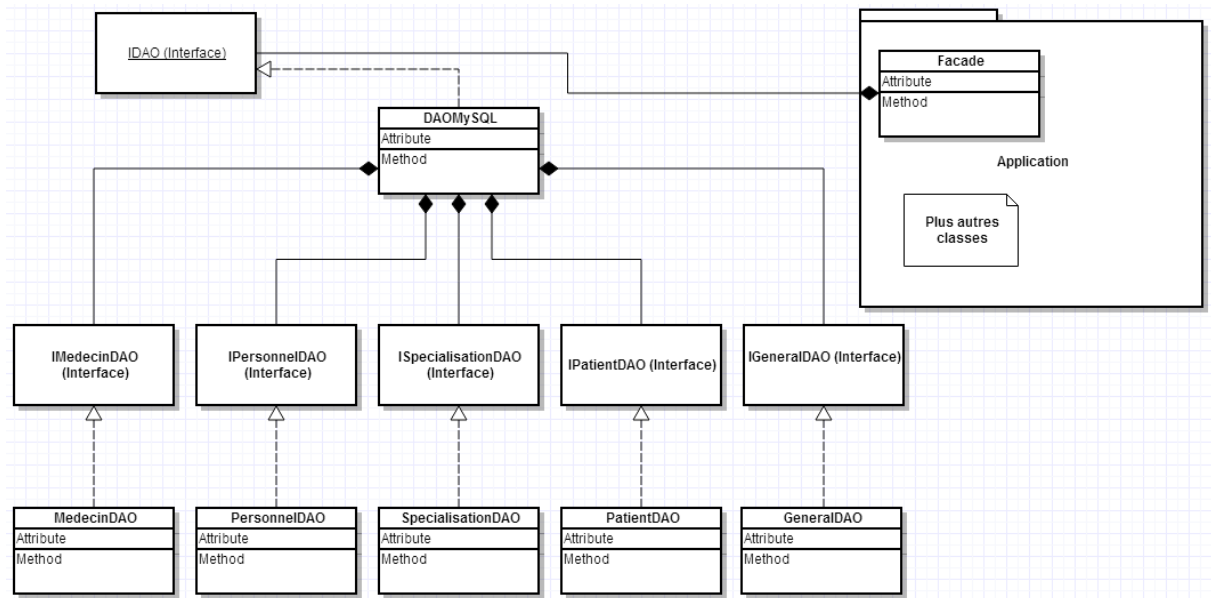 IDAO (Interface)
Facade
Attribute
Method
Application
Plus autres
classes
DAOMySQL
Attribute
Method
IMedecinDAO
(Interface)
IPersonnelDAO
(Interface)
ISpecialisationDAO
(Interface)
IPatientDAO (Interface)
IGeneralDAO (Interface)
MedecinDAO
Attribute
Method
PersonnelDAO
Attribute
Method
SpecialisationDAO
Attribute
Method
PatientDAO
Attribute
Method
GeneralDAO
Attribute
Method